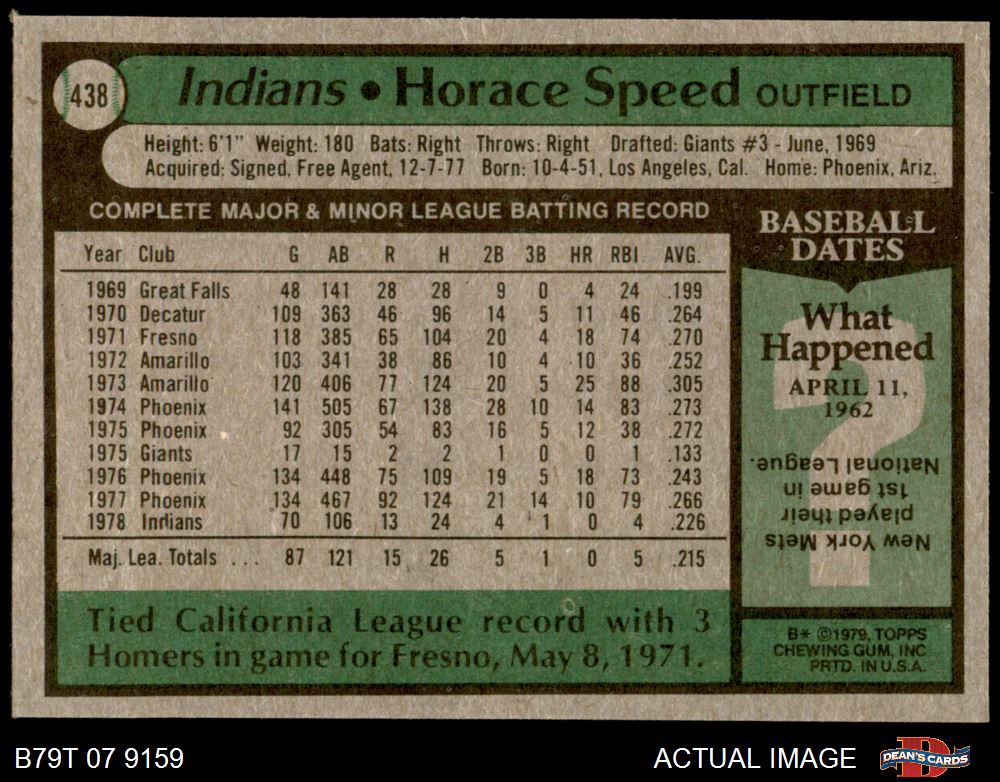 438
Indians • Horace Speed OUTFIELD
Height: 6'1" Weight: 180 Bats: Right Throws: Right Drafted: Giants #3 - June, 1969
Acquired: Signed, Free Agent, 12-7-77 Born: 10-4-51, Los Angeles, Cal. Home: Phoenix, Ariz.
COMPLETE MAJOR & MINOR LEAGUE BATTING RECORD
Year Club G AB R H 2B 3B HR RBI AVG.
1969 Great Falls 48 141 28 28 9 0 4 24 .199
1970 Decatur 109 363 46 96 14 5 11 46 .264
1971 Fresno 118 385 65 104 20 4 18 74 .270
1972 Amarillo 103 341 38 86 10 4 10 36 .252
1973 Amarillo 120 406 77 124 20 5 25 88 .305
1974 Phoenix 141 505 67 138 28 10 14 83 .273
1975 Phoenix 92 305 54 83 16 5 12 38 .272
1975 Giants 17 15 2 2 1 0 0 1 .133
1976 Phoenix 134 448 75 109 19 5 18 73 .243
1977 Phoenix 134 467 92 124 21 14 10 79 .266
1978 Indians 70 106 13 24 4 1 0 4 .226
Maj. Lea. Totals ... 87 121 15 26 5 1 0 5 .215
Tied California League record with 3
Homers in game for Fresno, May 8, 1971.
BASEBALL
DATES
What
Happened
APRIL 11,
1962
?
New York Mets
played their
1st game in
National League.
B* ©1979, TOPPS
CHEWING GUM, INC
PRTD. IN U.S.A.
B79T 07 9159
ACTUAL IMAGE
DEAN'S CARDS